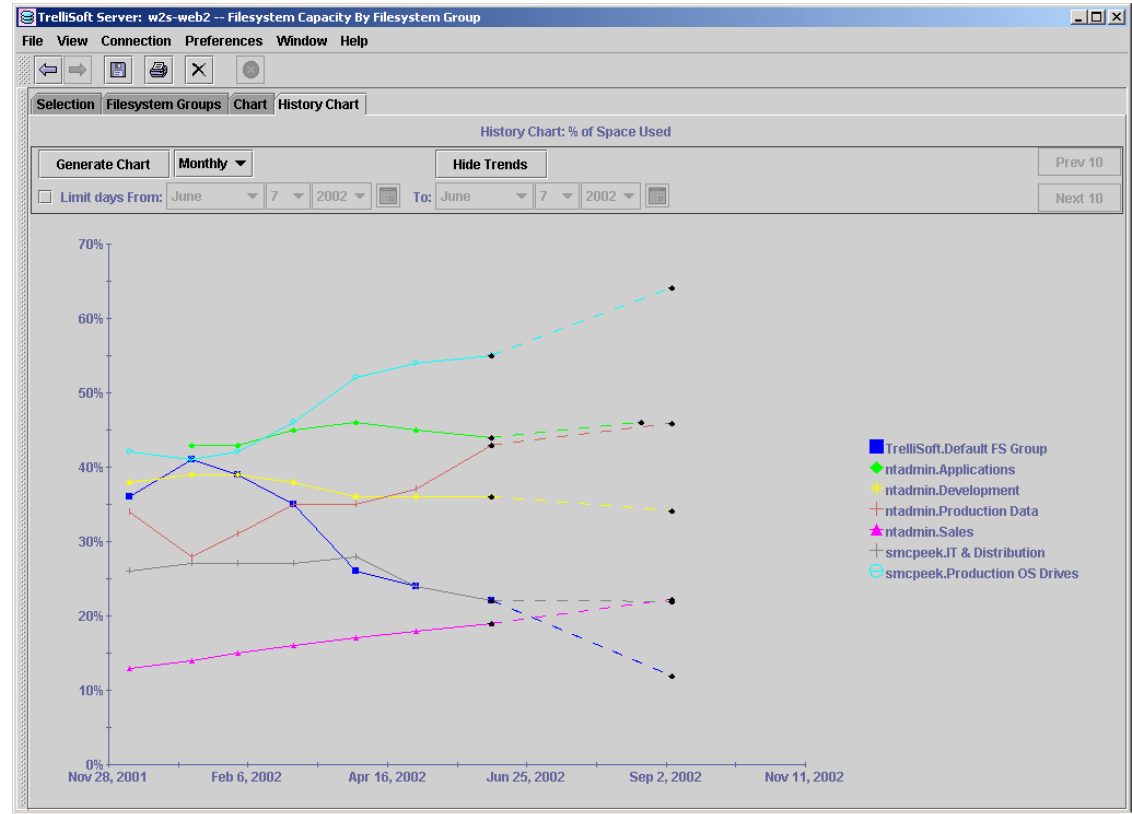 TrelliSoft Server: w2s-web2 -- Filesystem Capacity By Filesystem Group
File View Connection Preferences Window Help
Selection Filesystem Groups Chart History Chart
History Chart: % of Space Used
Generate Chart Monthly Hide Trends Prev 10
Limit days From: June 7 2002 To: June 7 2002 Next 10
70%
60%
50%
40%
30%
20%
10%
0%
Nov 28, 2001 Feb 6, 2002 Apr 16, 2002 Jun 25, 2002 Sep 2, 2002 Nov 11, 2002
TrelliSoft.Default FS Group
ntadmin.Applications
ntadmin.Development
ntadmin.Production Data
ntadmin.Sales
smcpeek.IT & Distribution
smcpeek.Production OS Drives